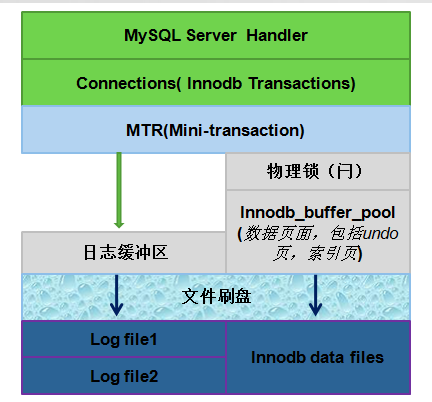 MySQL Server Handler
Connections( Innodb Transactions)
MTR(Mini-transaction)
物理锁（闩）
Innodb_buffer_pool
(数据页面，包括undo
页，索引页)
日志缓冲区
文件刷盘
Log file1
Log file2
Innodb data files